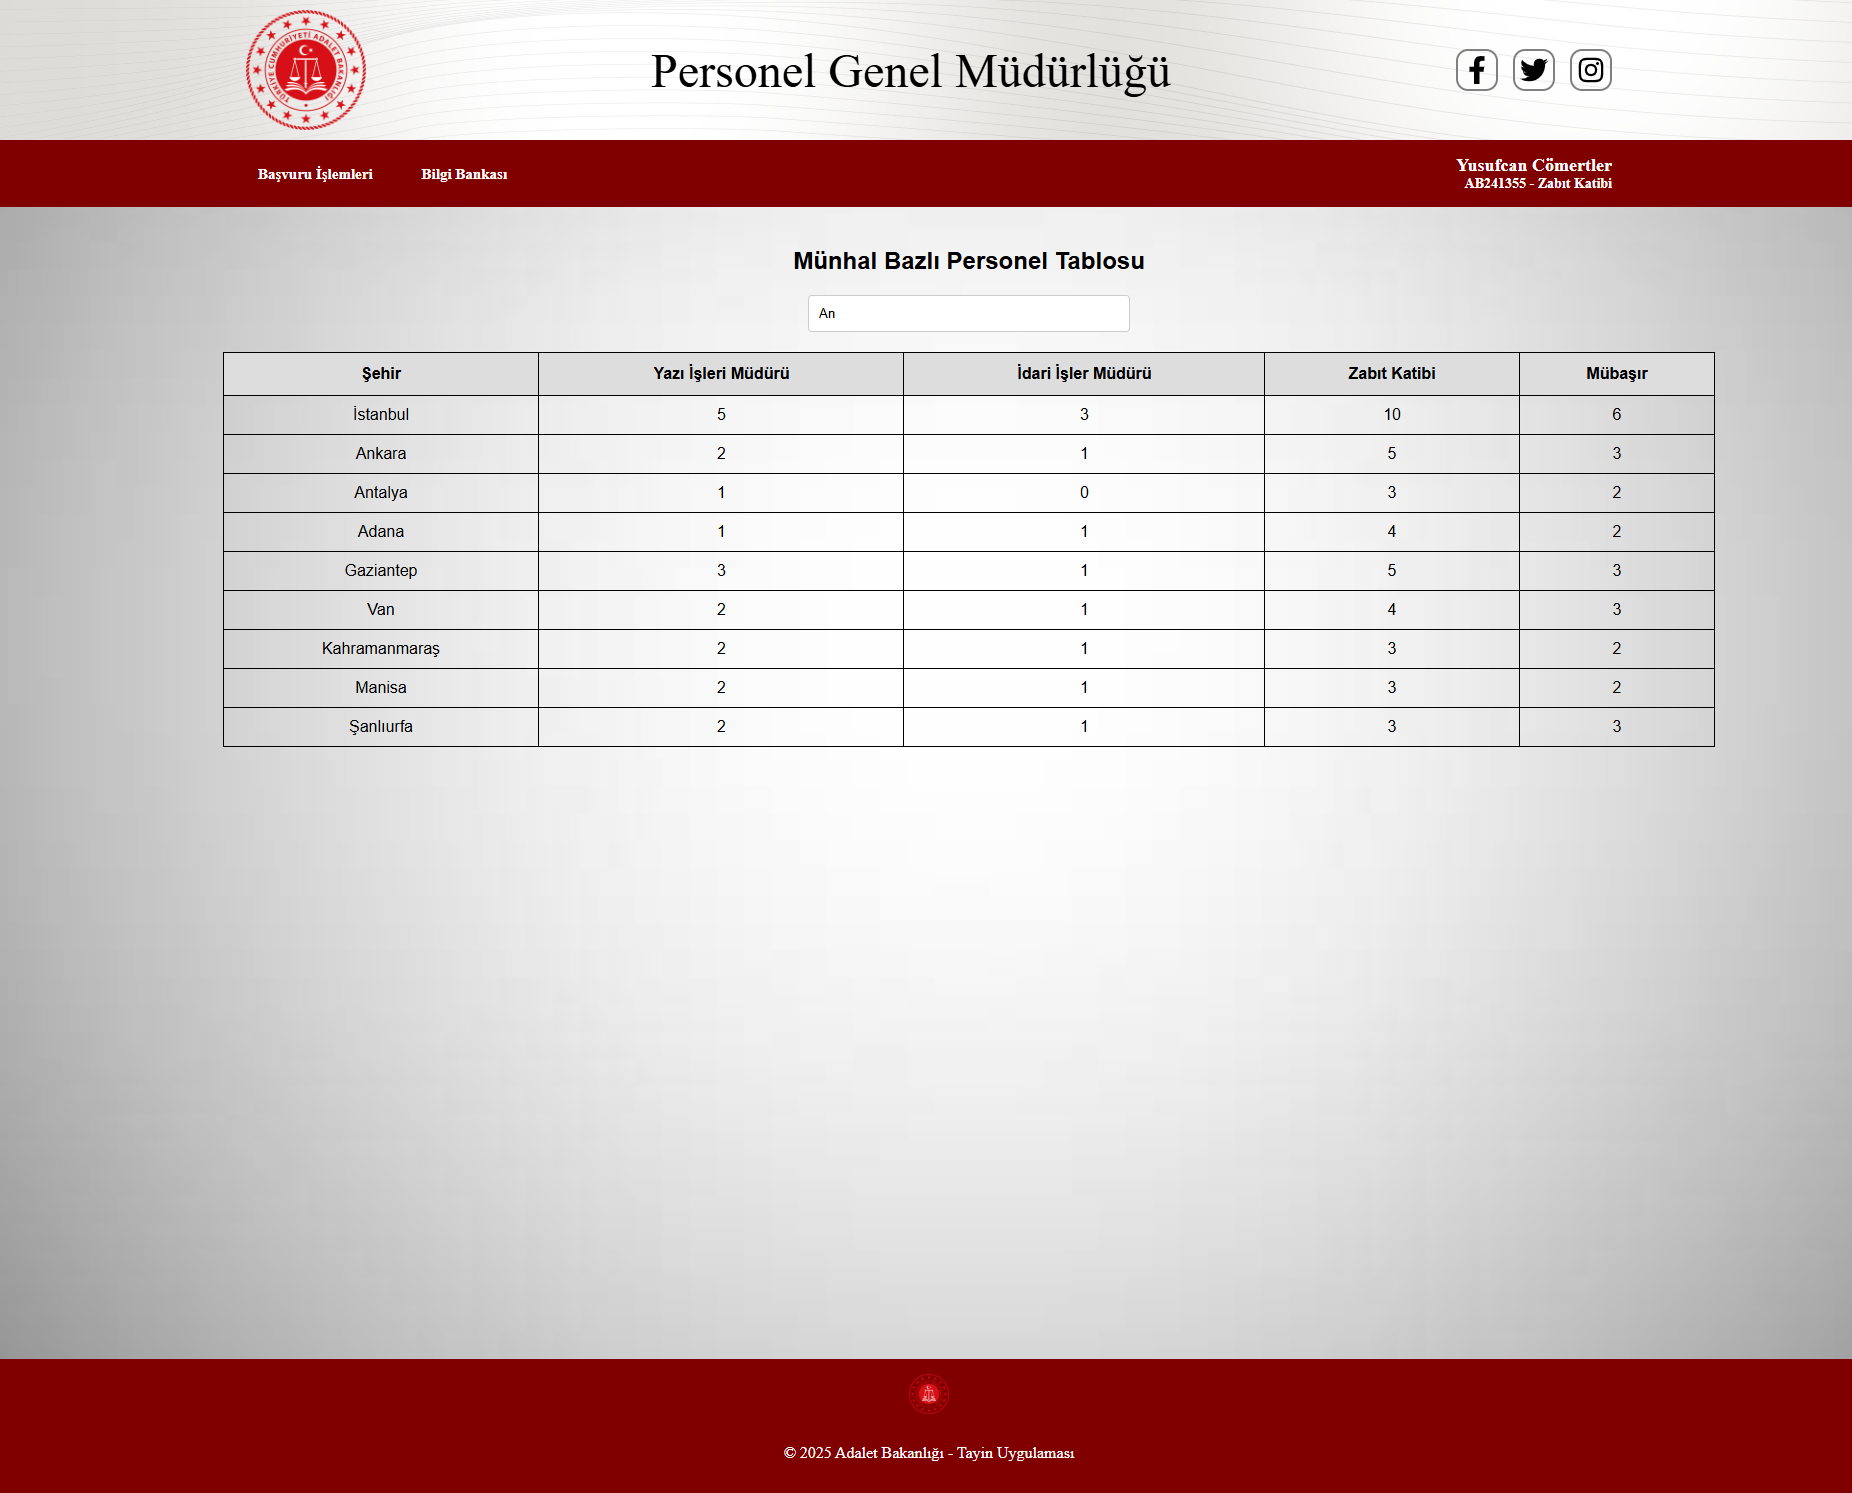 TÜRKİYE CUMHURİYETİ ADALET BAKANLIĞI
Personel Genel Müdürlüğü
Başvuru İşlemleri Bilgi Bankası
Yusufcan Cömertler
AB241355 - Zabıt Katibi
Münhal Bazlı Personel Tablosu
An
Şehir Yazı İşleri Müdürü İdari İşler Müdürü Zabıt Katibi Mübaşır
İstanbul 5 3 10 6
Ankara 2 1 5 3
Antalya 1 0 3 2
Adana 1 1 4 2
Gaziantep 3 1 5 3
Van 2 1 4 3
Kahramanmaraş 2 1 3 2
Manisa 2 1 3 2
Şanlıurfa 2 1 3 3
© 2025 Adalet Bakanlığı - Tayin Uygulaması